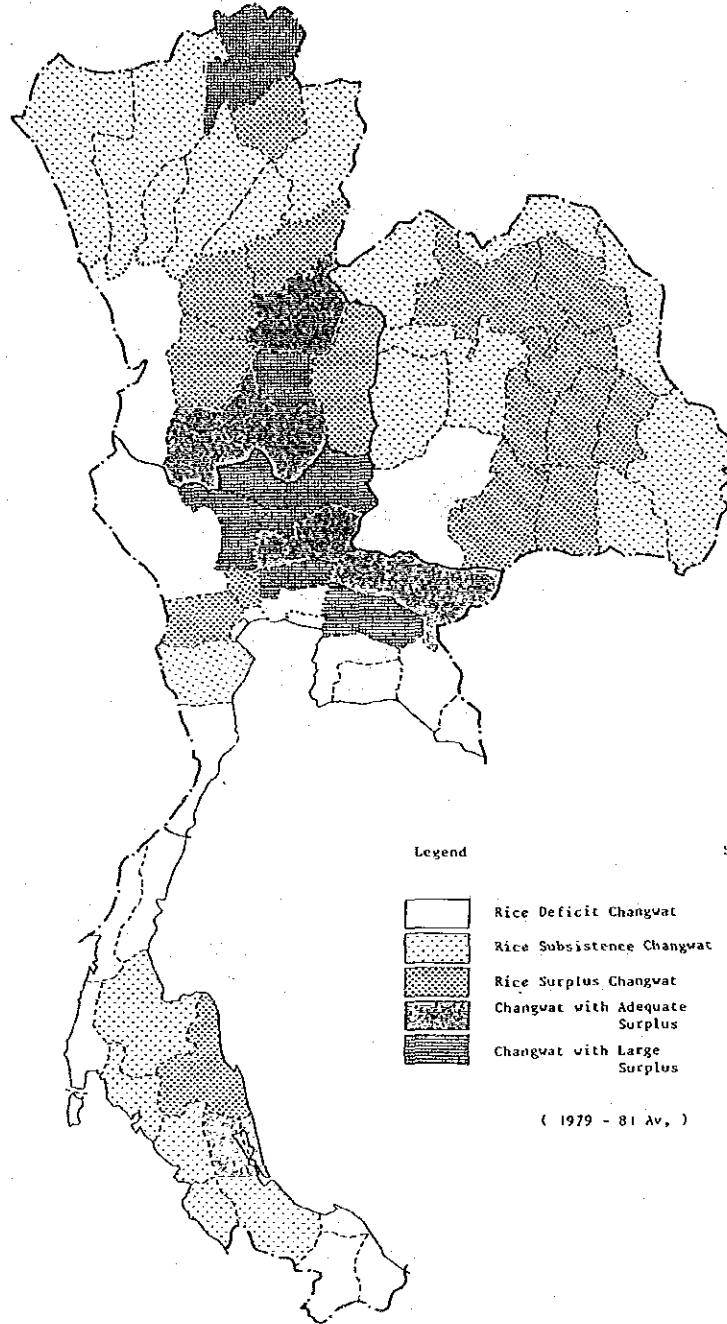 Legend
Rice Deficit Changwat
Rice Subsistence Changwat
Rice Surplus Changwat
Changwat with Adequate
Surplus
Changwat with Large
Surplus
( 1979 - 81 Av, )